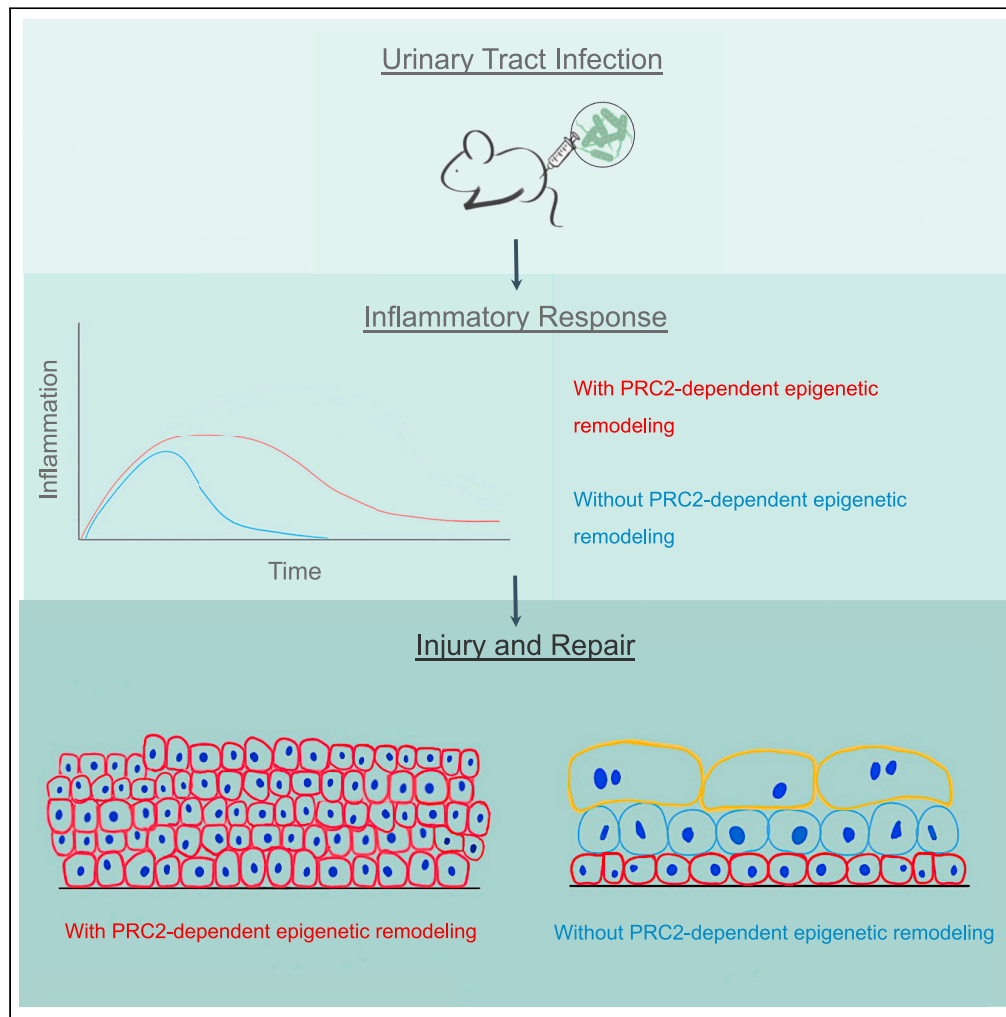 Urinary Tract Infection
Inflammatory Response
Inflammation
Time
With PRC2-dependent epigenetic
remodeling
Without PRC2-dependent epigenetic
remodeling
Injury and Repair
With PRC2-dependent epigenetic remodeling
Without PRC2-dependent epigenetic remodeling